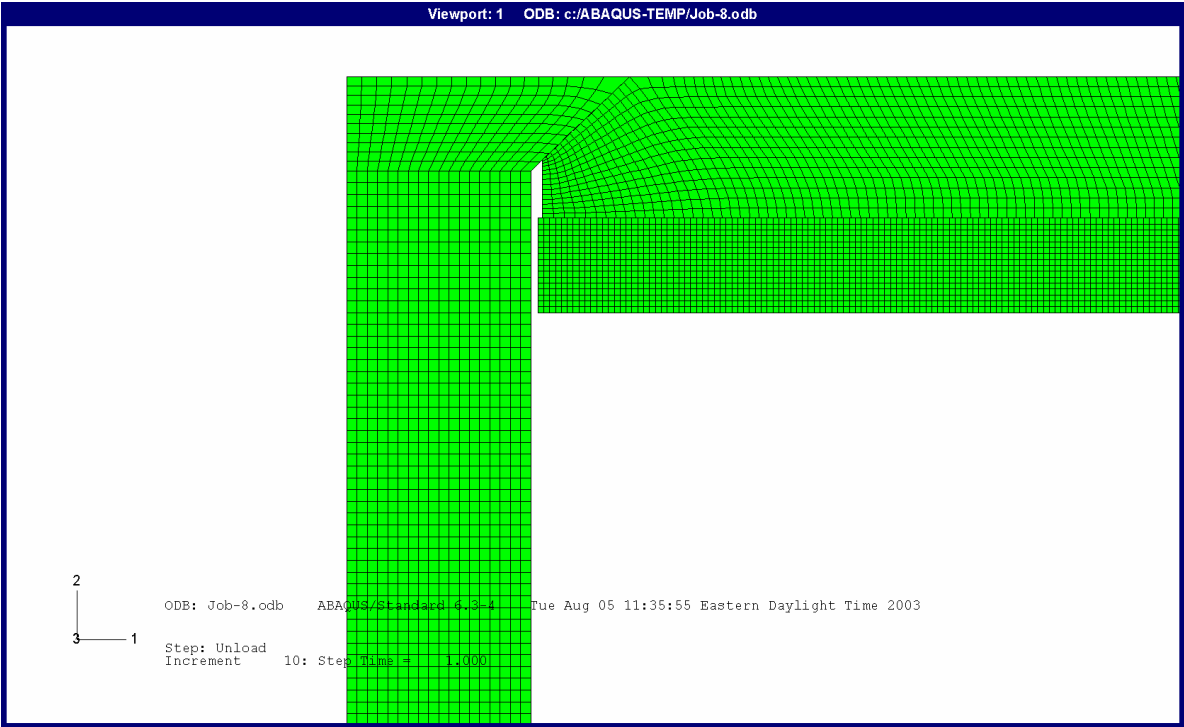 Viewport: 1 ODB: c:/ABAQUS-TEMP/Job-8.odb
2
3 1
ODB: Job-8.odb ABAQUS/Standard 6.3-4 Tue Aug 05 11:35:55 Eastern Daylight Time 2003
Step: Unload
Increment 10: Step Time = 1.000